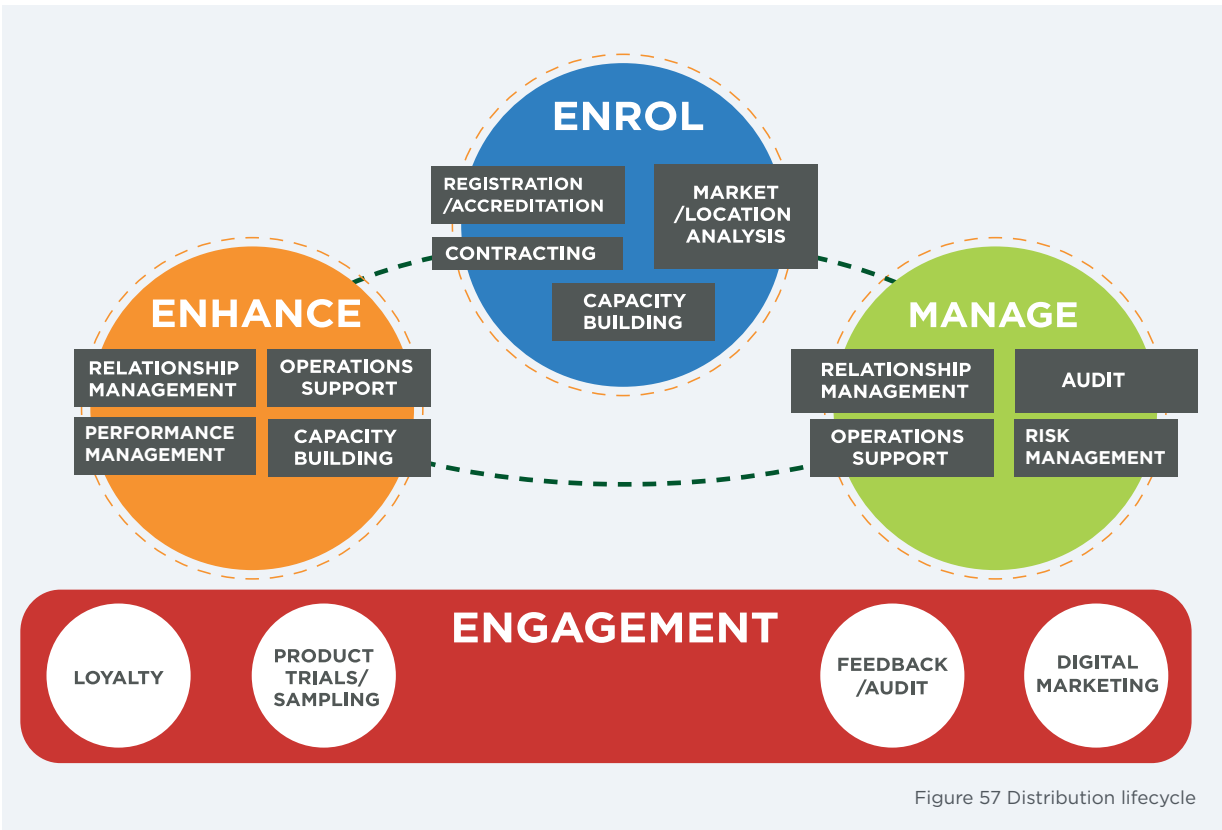 ENROL
REGISTRATION
/ACCREDITATION
CONTRACTING
MARKET
/LOCATION
ANALYSIS
CAPACITY
BUILDING
ENHANCE
RELATIONSHIP
MANAGEMENT
OPERATIONS
SUPPORT
PERFORMANCE
MANAGEMENT
CAPACITY
BUILDING
MANAGE
RELATIONSHIP
MANAGEMENT
AUDIT
OPERATIONS
SUPPORT
RISK
MANAGEMENT
ENGAGEMENT
LOYALTY
PRODUCT
TRIALS/
SAMPLING
FEEDBACK
/AUDIT
DIGITAL
MARKETING
Figure 57 Distribution lifecycle